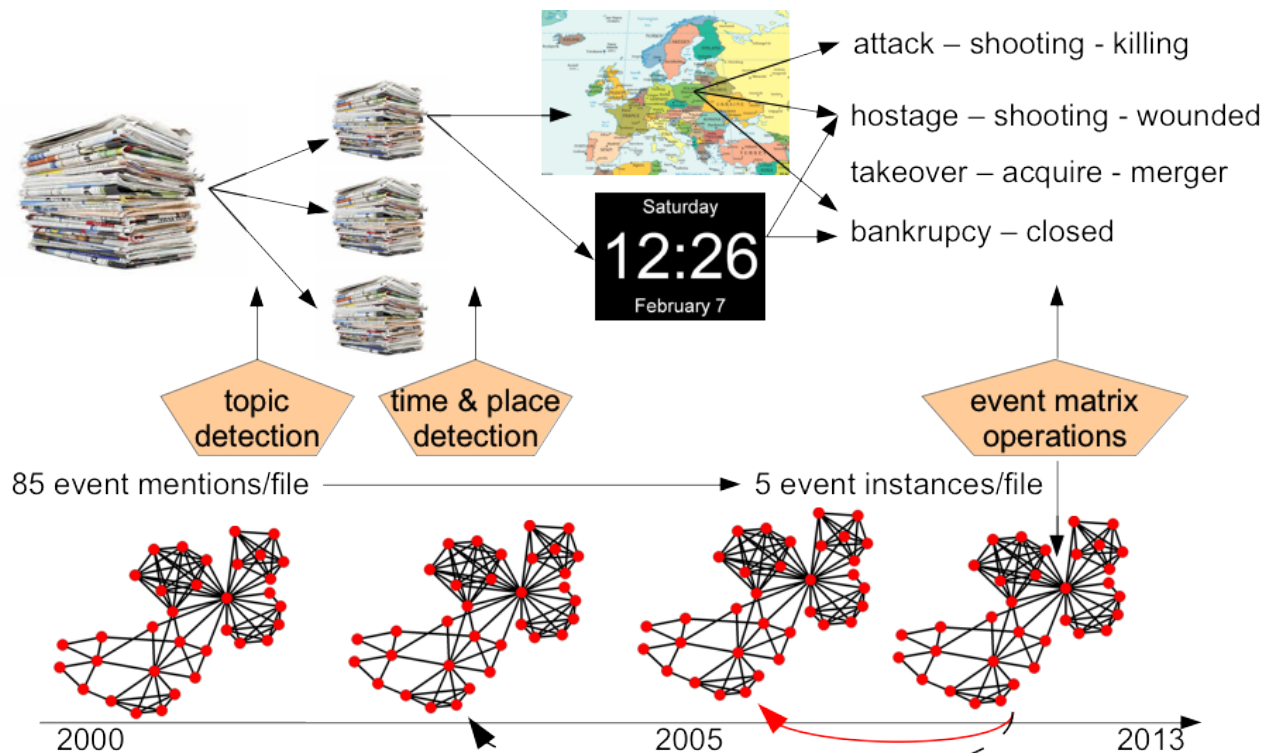 attack – shooting - killing
hostage – shooting - wounded
takeover – acquire - merger
bankrupcy – closed
Saturday
12:26
February 7
topic
detection
time & place
detection
event matrix
operations
85 event mentions/file
5 event instances/file
2000
2005
2013